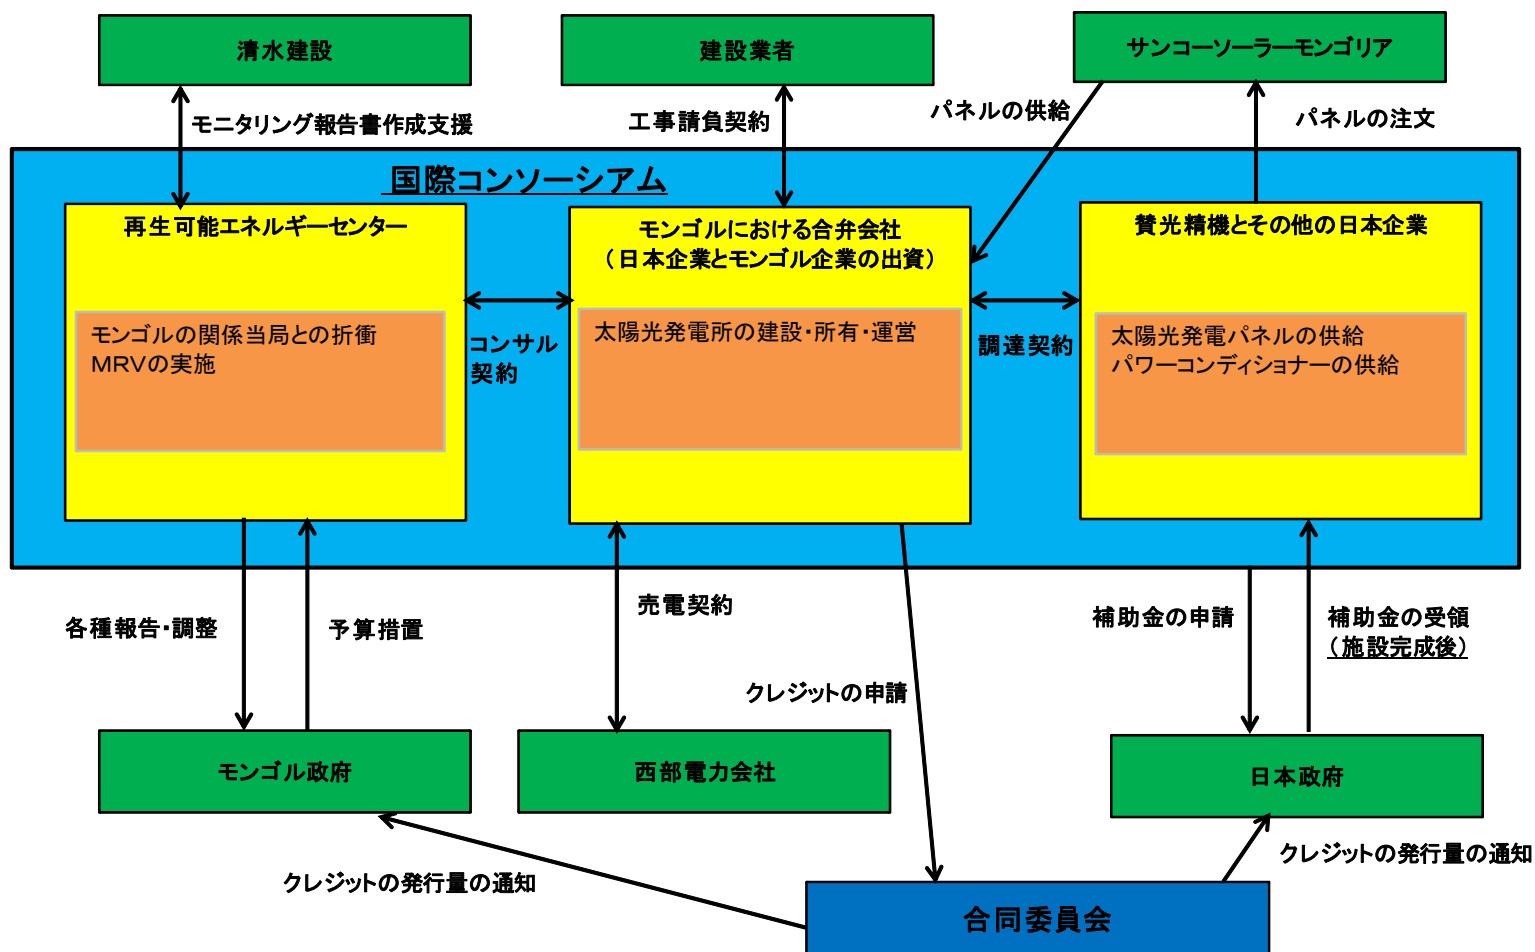 清水建設
建設業者
サンコーソーラーモンゴリア
モニタリング報告書作成支援
工事請負契約
パネルの供給
パネルの注文
国際コンソーシアム
再生可能エネルギーセンター
モンゴルにおける合弁会社
（日本企業とモンゴル企業の出資）
賛光精機とその他の日本企業
モンゴルの関係当局との折衝
MRVの実施
コンサル
契約
太陽光発電所の建設・所有・運営
調達契約
太陽光発電パネルの供給
パワーコンディショナーの供給
各種報告・調整
予算措置
売電契約
クレジットの申請
補助金の申請
補助金の受領
（施設完成後）
モンゴル政府
西部電力会社
日本政府
クレジットの発行量の通知
クレジットの発行量の通知
合同委員会